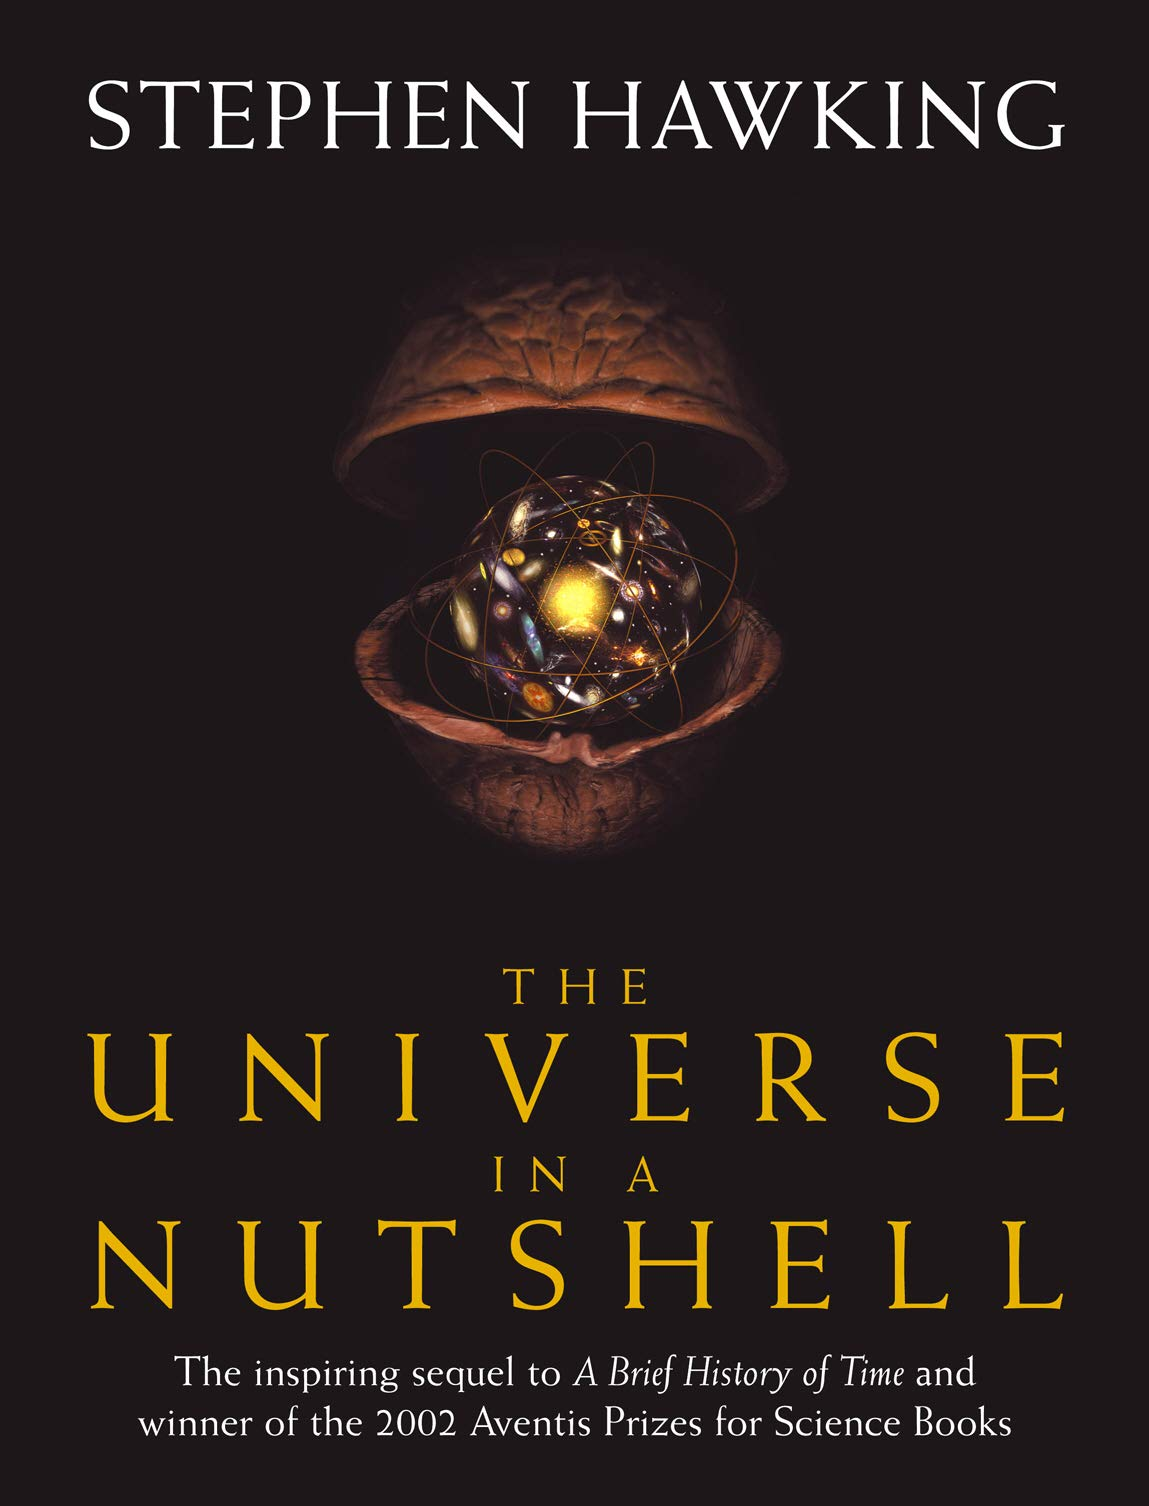 STEPHEN HAWKING
THE
UNIVERSE
IN A
NUTSHELL
The inspiring sequel to A Brief History of Time and
winner of the 2002 Aventis Prizes for Science Books